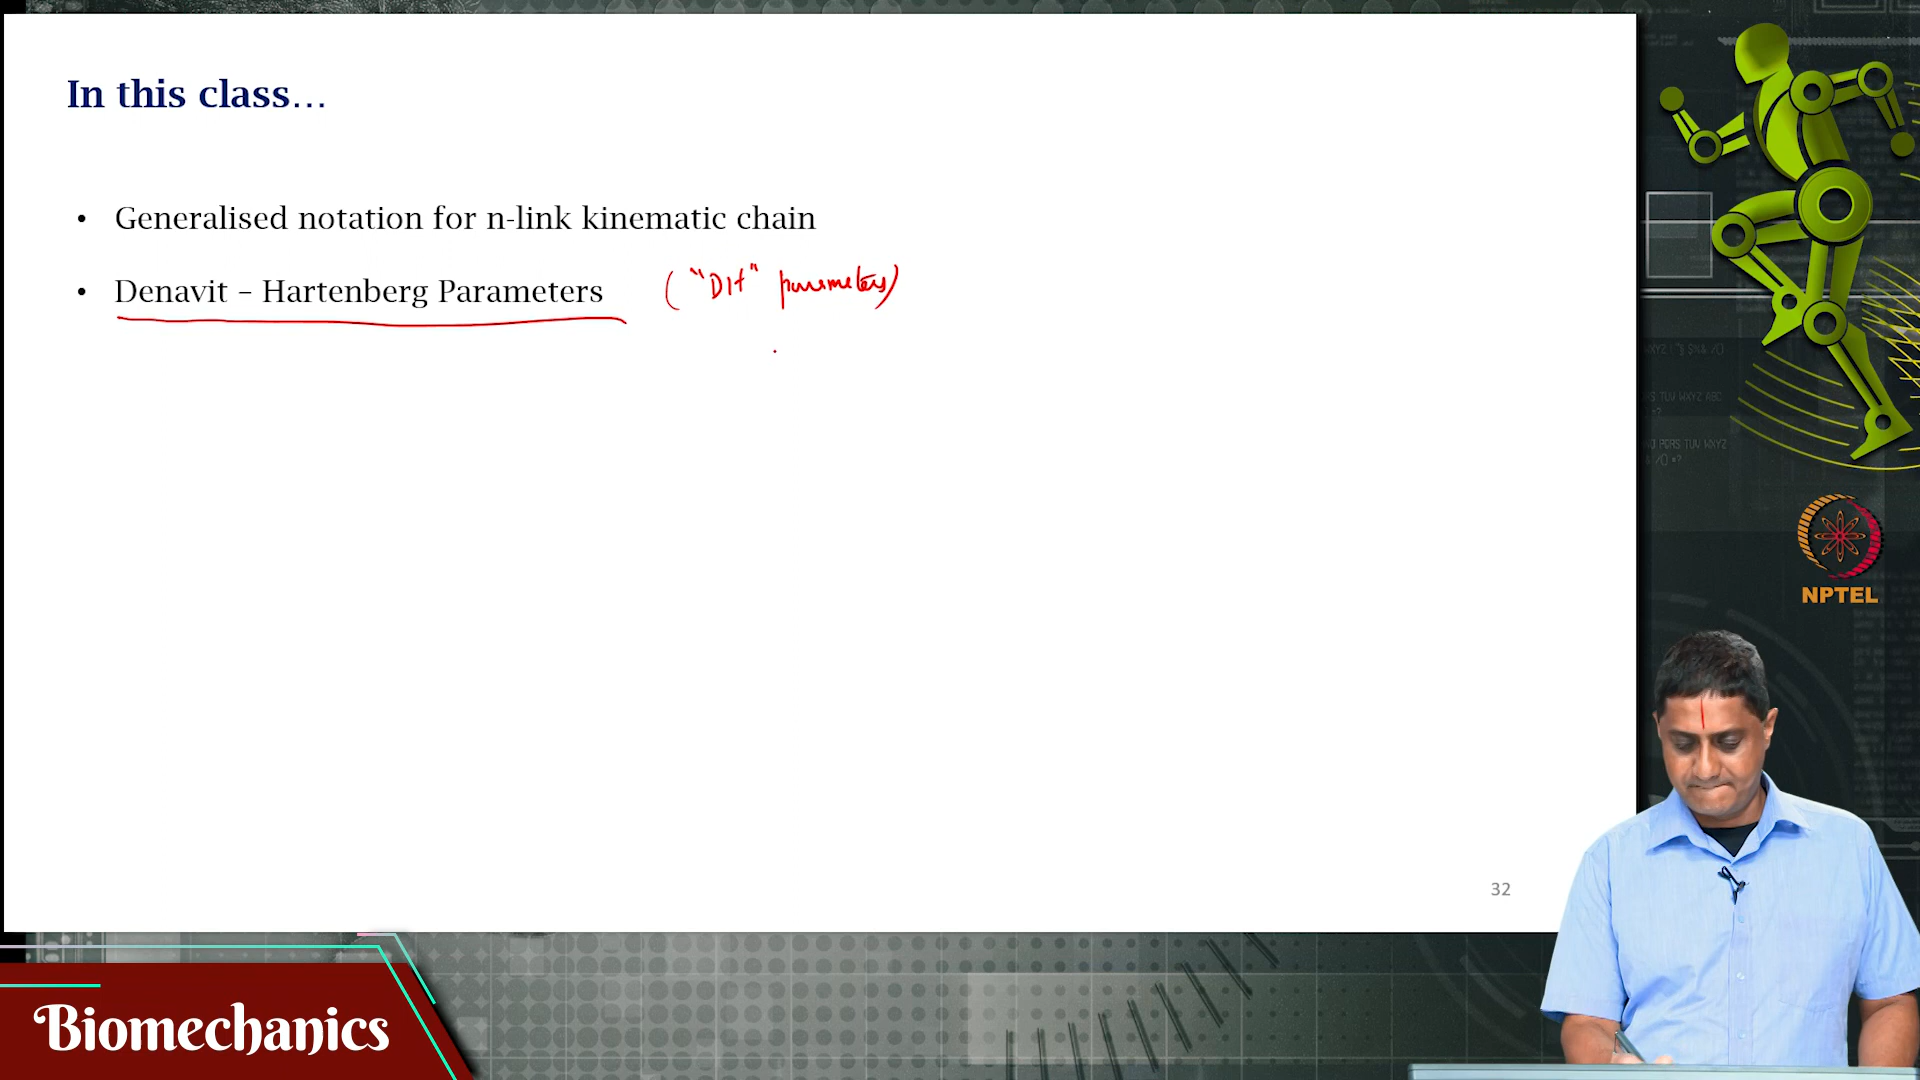 In this class...
• Generalised notation for n-link kinematic chain
• Denavit – Hartenberg Parameters ("DH" parameters)
32
NPTEL
Biomechanics